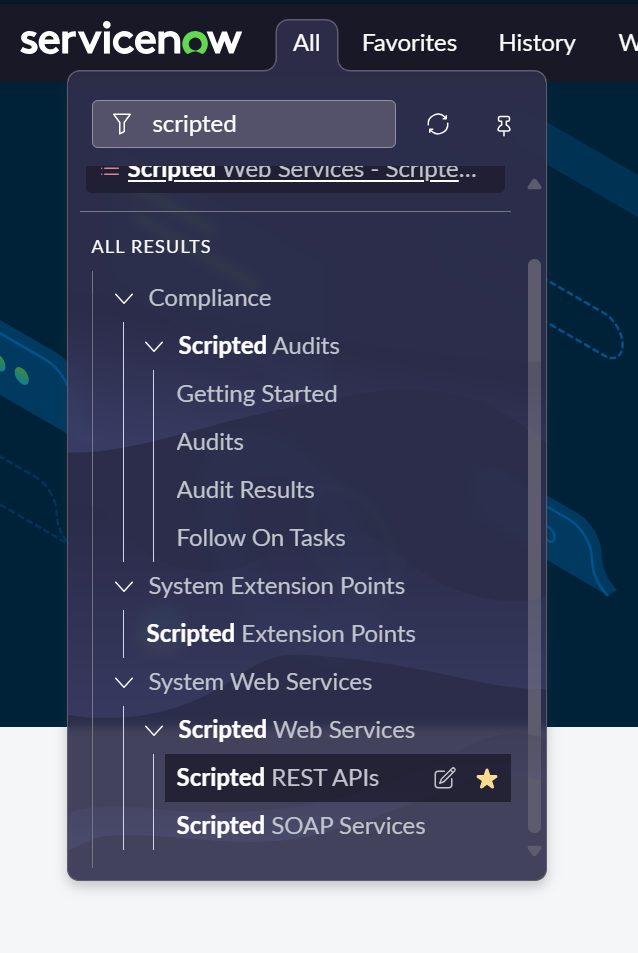 servicenow All Favorites History W
scripted
Scripted Web Services - Scripte...
ALL RESULTS
Compliance
Scripted Audits
Getting Started
Audits
Audit Results
Follow On Tasks
System Extension Points
Scripted Extension Points
System Web Services
Scripted Web Services
Scripted REST APIs
Scripted SOAP Services